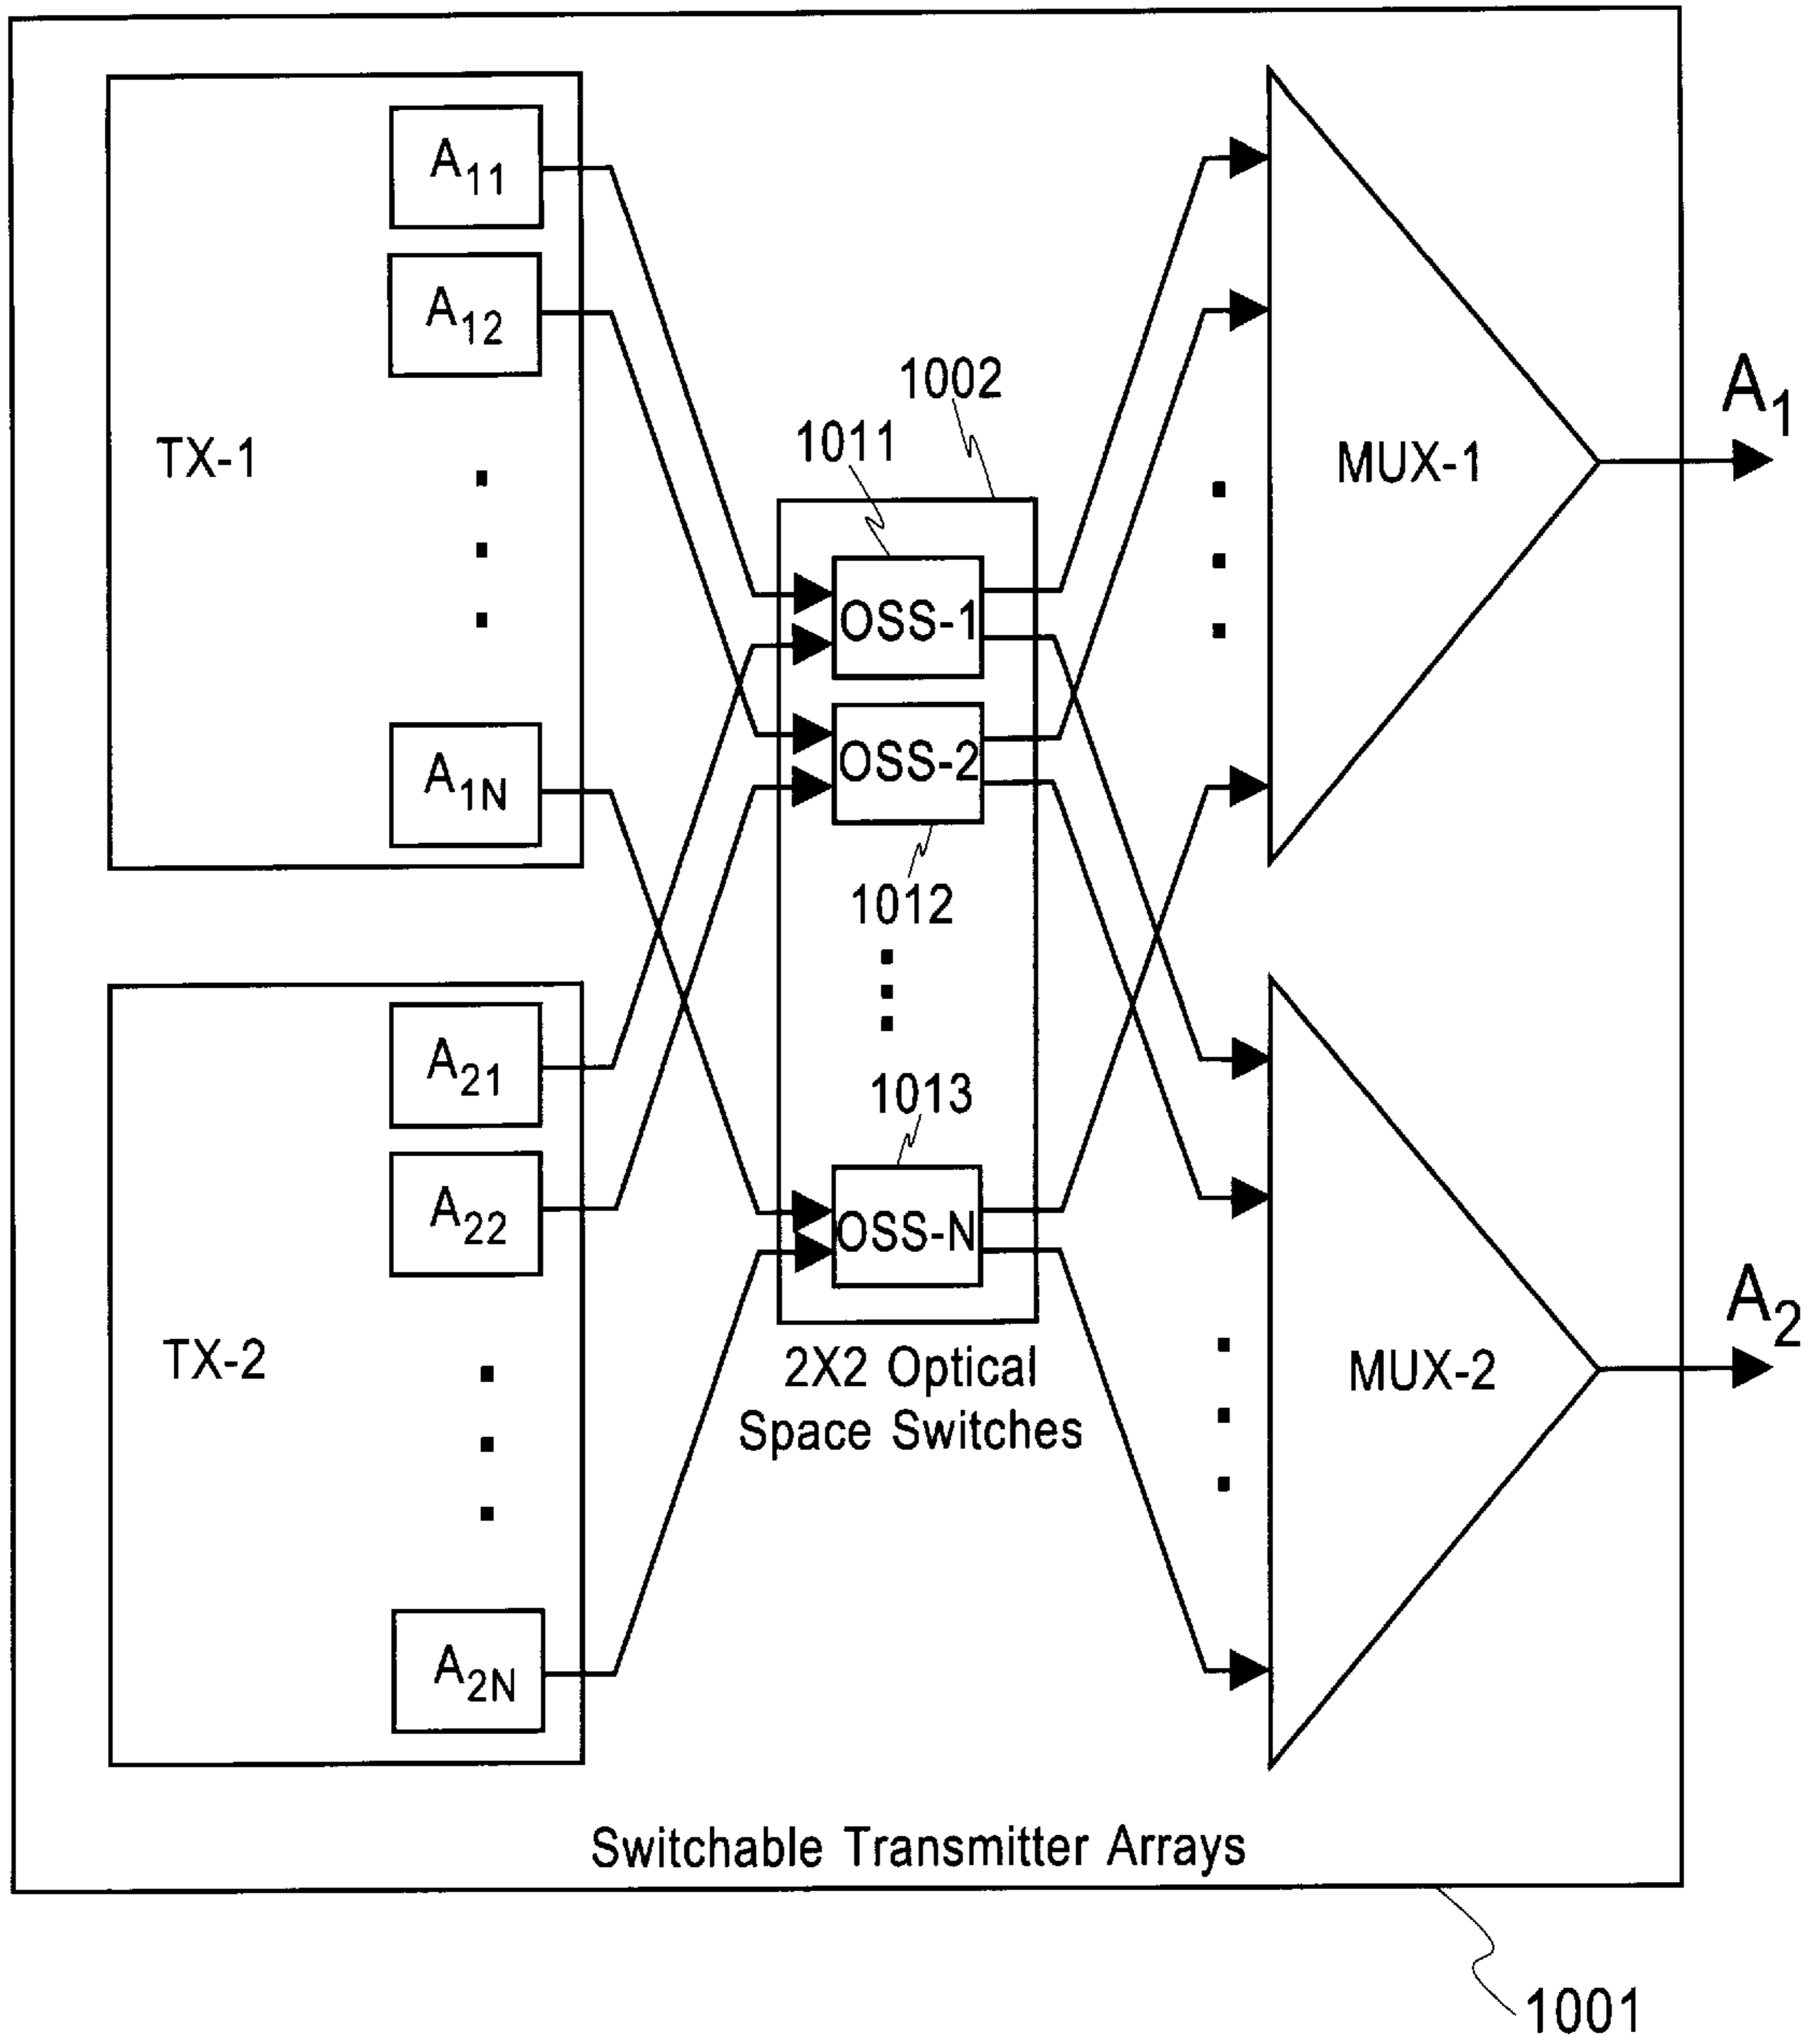 A11
A12
TX-1
A1N
1002
1011
OSS-1
OSS-2
1012
1013
OSS-N
2X2 Optical
Space Switches
MUX-1
A1
A21
A22
TX-2
A2N
MUX-2
A2
Switchable Transmitter Arrays
1001